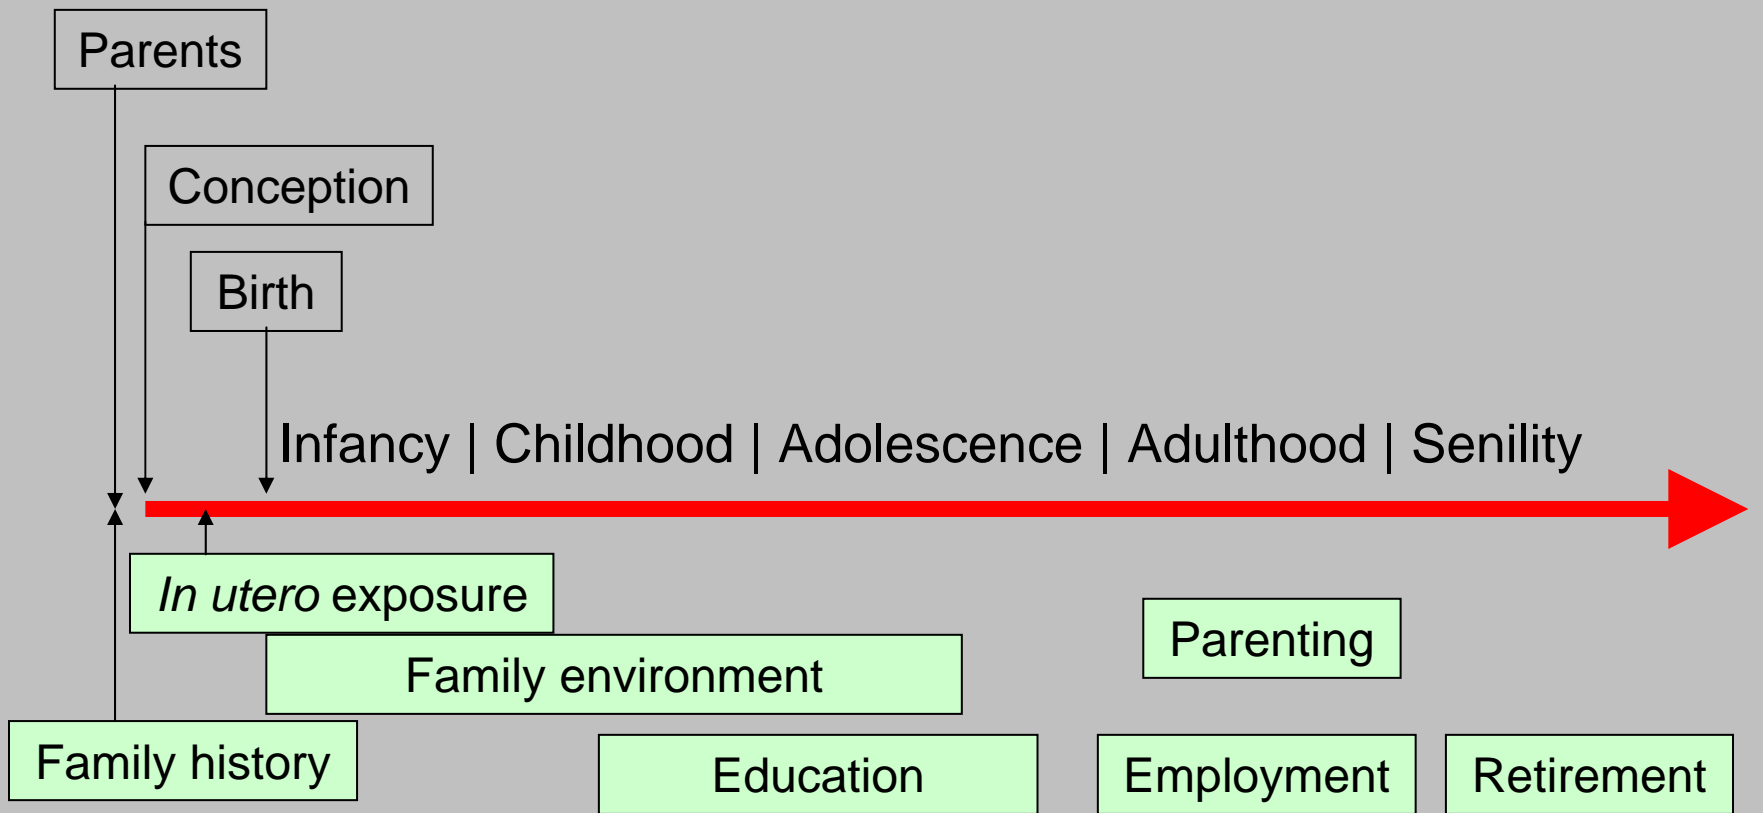 Parents
Conception
Birth
Infancy | Childhood | Adolescence | Adulthood | Senility
In utero exposure
Parenting
Family environment
Family history
Education
Employment
Retirement